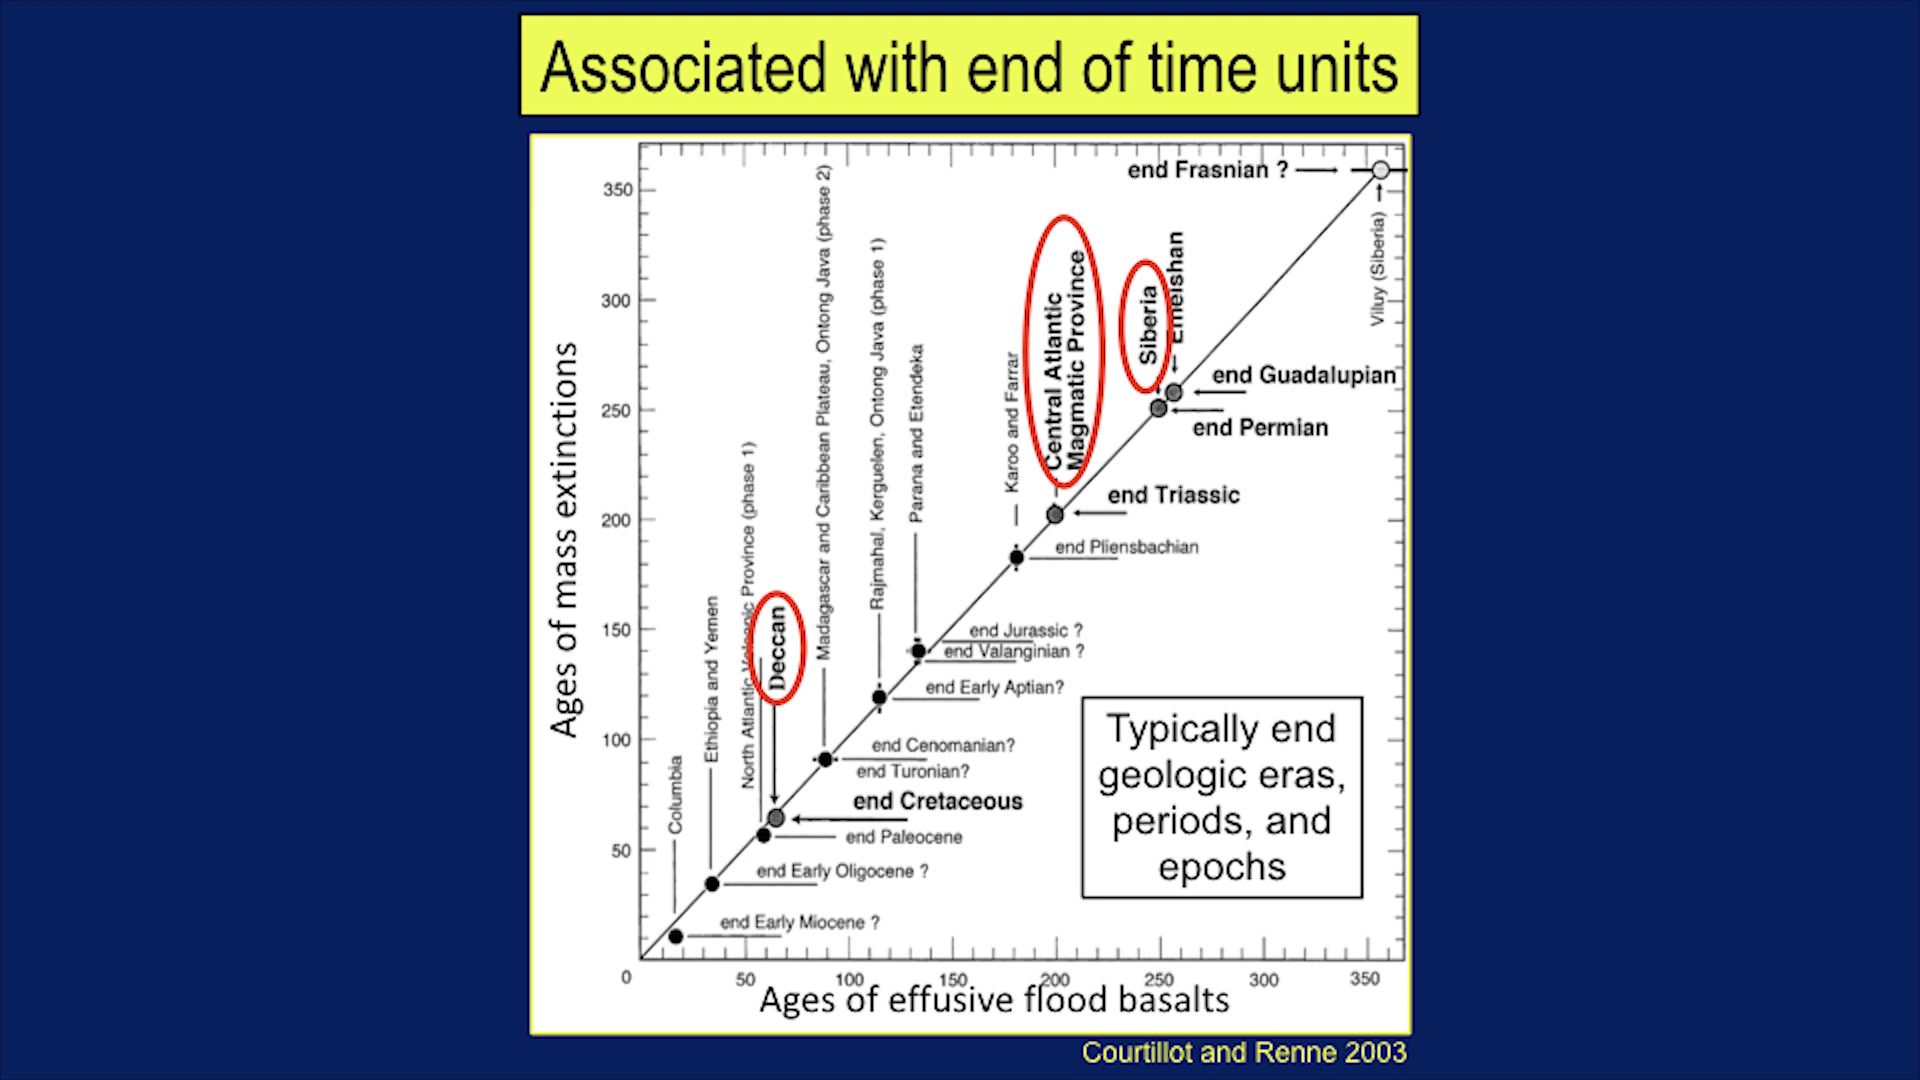 Associated with end of time units
Ages of mass extinctions
350
300
250
200
150
100
50
0
50
100
150
200
250
300
350
Ages of effusive flood basalts
Columbia
Ethiopia and Yemen
North Atlantic Volcanic Province (phase 1)
Deccan
Madagascar and Caribbean Plateau, Ontong Java (phase 2)
Rajmahal, Kerguelen, Ontong Java (phase 1)
Parana and Etendeka
Karoo and Farrar
Central Atlantic
Magmatic Province
Siberia
Emeishan
Viluy (Siberia)
end Frasnian ?
end Guadalupian
end Permian
end Triassic
end Pliensbachian
end Jurassic ?
end Valanginian ?
end Early Aptian?
end Cenomanian?
end Turonian?
end Cretaceous
end Paleocene
end Early Oligocene ?
end Early Miocene ?
Typically end
geologic eras,
periods, and
epochs
Courtillot and Renne 2003